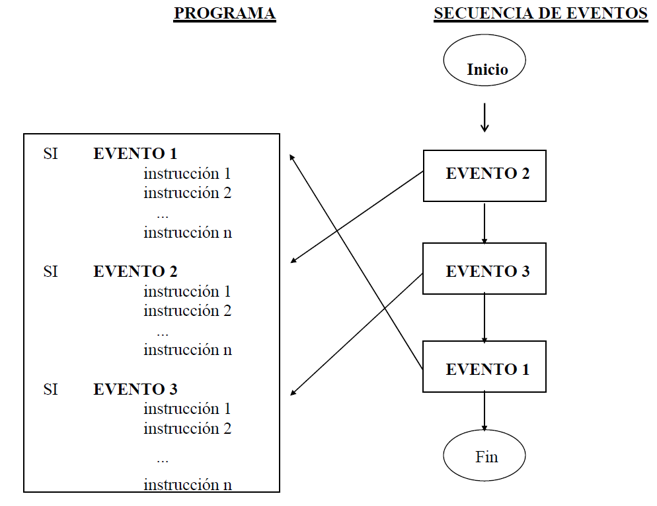 PROGRAMA
SI EVENTO 1
instrucción 1
instrucción 2
...
instrucción n
SI EVENTO 2
instrucción 1
instrucción 2
...
instrucción n
SI EVENTO 3
instrucción 1
instrucción 2
...
instrucción n
SECUENCIA DE EVENTOS
Inicio
EVENTO 2
EVENTO 3
EVENTO 1
Fin